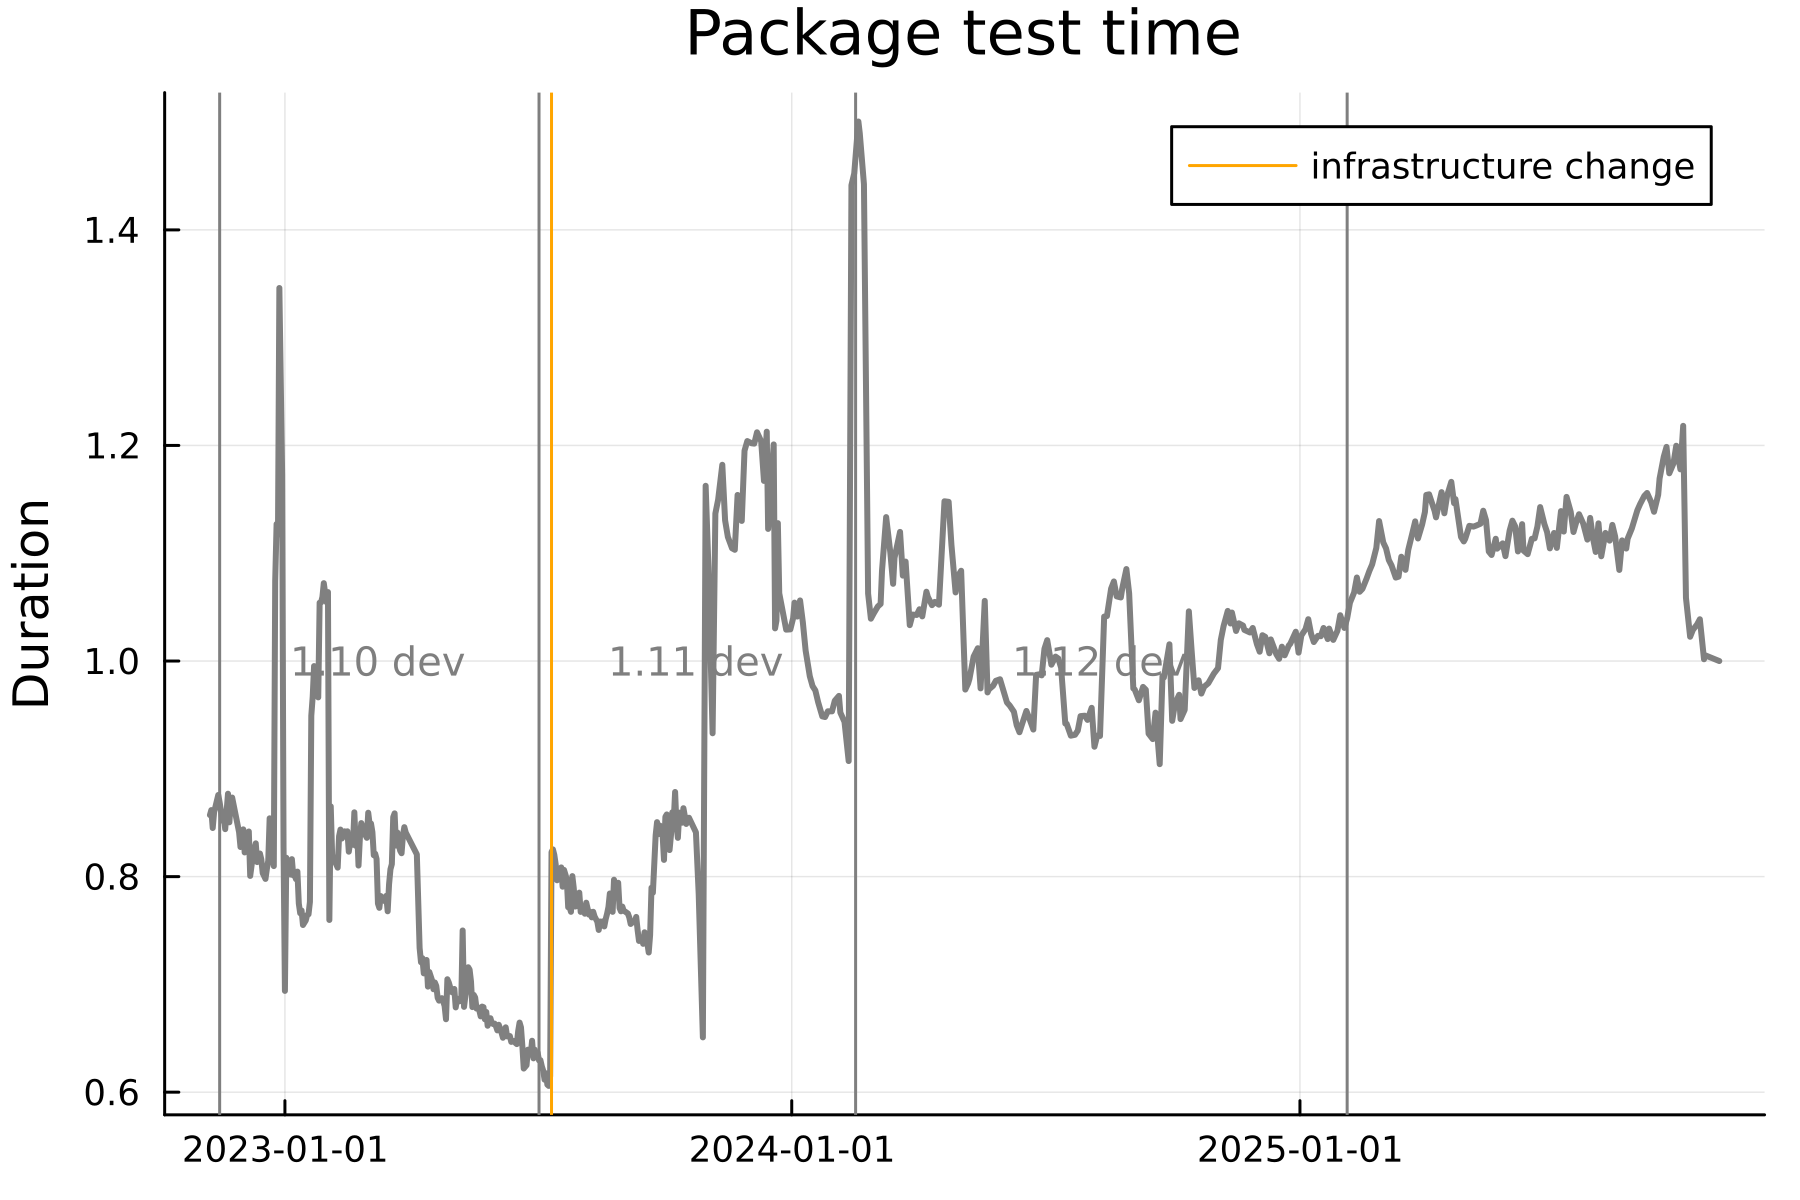 Package test time
infrastructure change
Duration
1.4
1.2
1.0
0.8
0.6
1.10 dev
1.11 dev
1.12 dev
2023-01-01
2024-01-01
2025-01-01